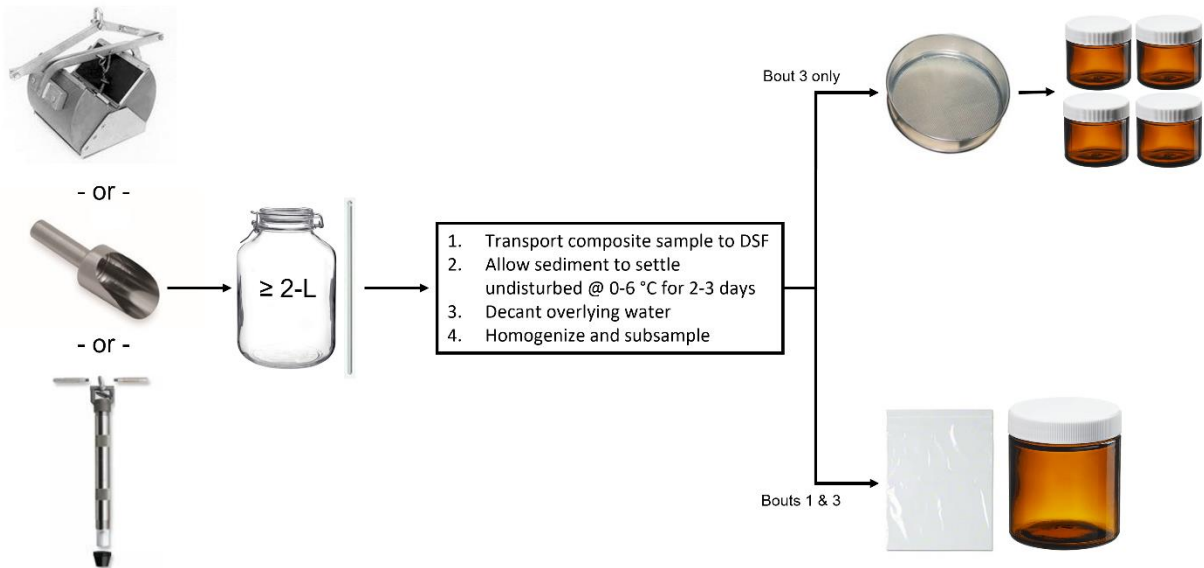 - or -
- or -
≥ 2-L
1. Transport composite sample to DSF
2. Allow sediment to settle
undisturbed @ 0-6 °C for 2-3 days
3. Decant overlying water
4. Homogenize and subsample
Bout 3 only
Bouts 1 & 3